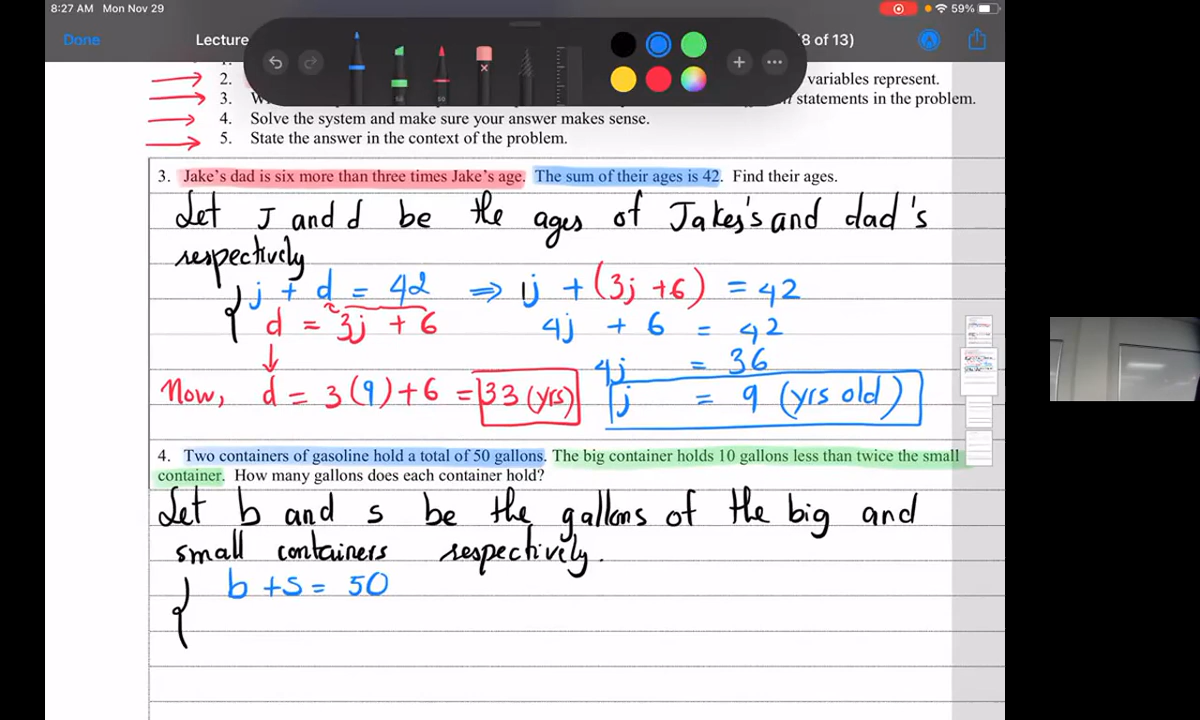 8:27 AM Mon Nov 29
59%
Done
Lecture
(8 of 13)
2.
variables represent.
3.
statements in the problem.
4. Solve the system and make sure your answer makes sense.
5. State the answer in the context of the problem.
3. Jake's dad is six more than three times Jake's age. The sum of their ages is 42. Find their ages.
Let J and d be the ages of Jakes's and dad's
respectively
j + d = 42 ⇒ 1j + (3j + 6) = 42
d = 3j + 6 4j + 6 = 42
4j = 36
Now, d = 3(9) + 6 = 33 (yrs) j = 9 (yrs old)
4. Two containers of gasoline hold a total of 50 gallons. The big container holds 10 gallons less than twice the small
container. How many gallons does each container hold?
Let b and s be the gallons of the big and
small containers respectively.
{ b + s = 50